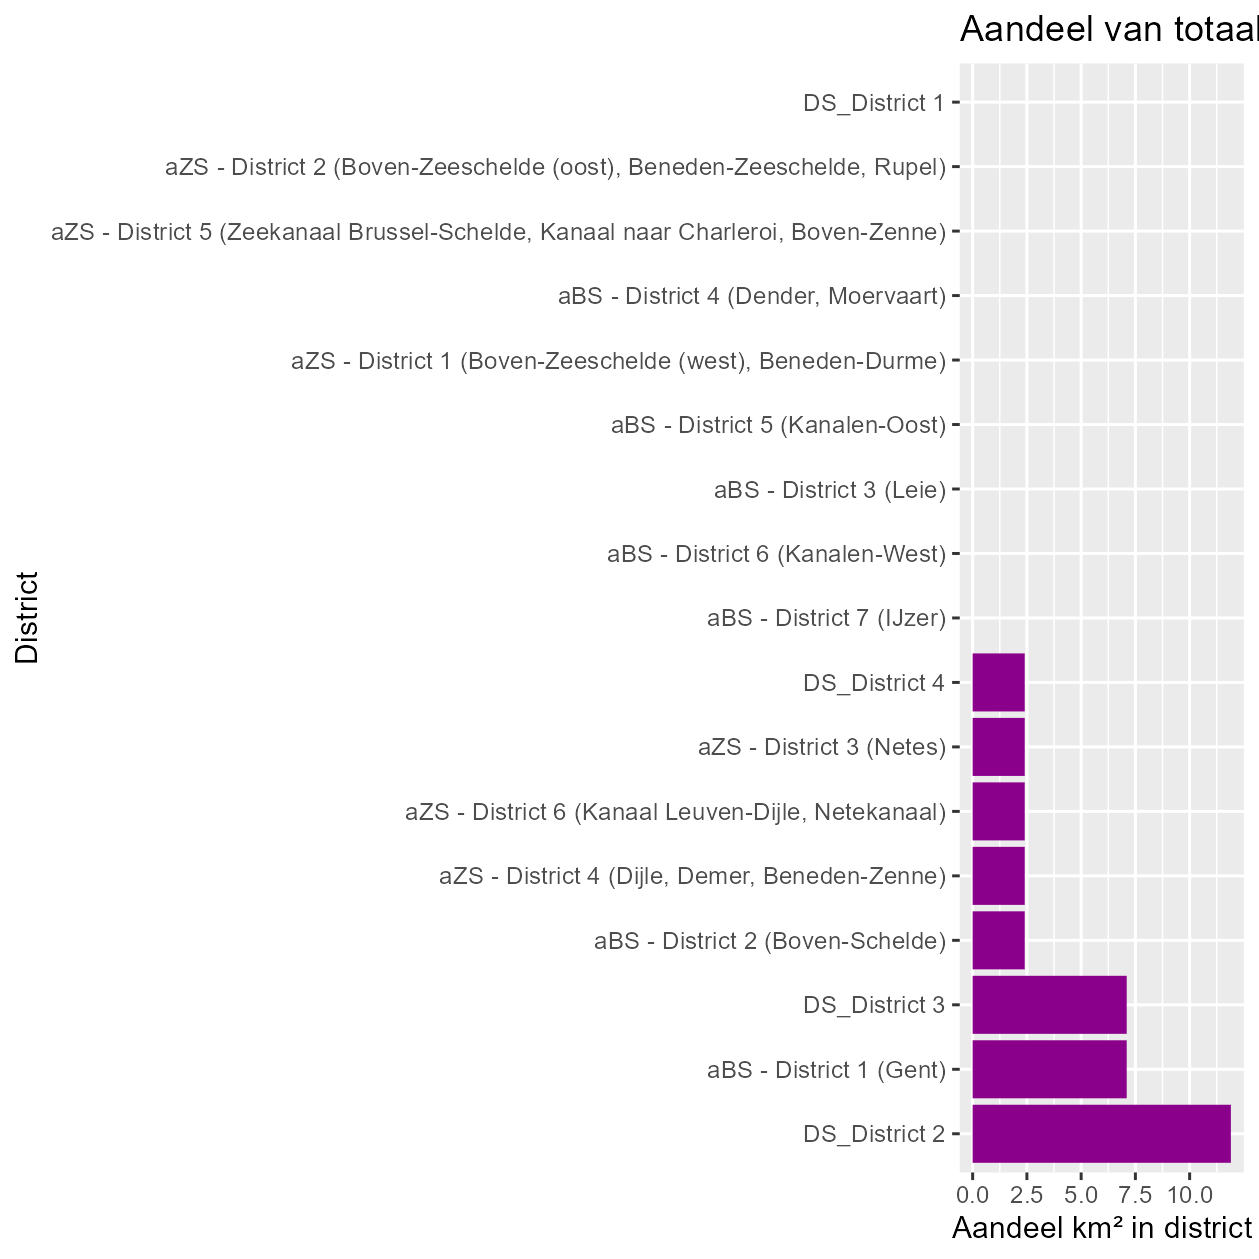 Aandeel van totaal
DS_District 1
aZS - District 2 (Boven-Zeeschelde (oost), Beneden-Zeeschelde, Rupel)
aZS - District 5 (Zeekanaal Brussel-Schelde, Kanaal naar Charleroi, Boven-Zenne)
aBS - District 4 (Dender, Moervaart)
aZS - District 1 (Boven-Zeeschelde (west), Beneden-Durme)
aBS - District 5 (Kanalen-Oost)
aBS - District 3 (Leie)
aBS - District 6 (Kanalen-West)
aBS - District 7 (IJzer)
DS_District 4
aZS - District 3 (Netes)
aZS - District 6 (Kanaal Leuven-Dijle, Netekanaal)
aZS - District 4 (Dijle, Demer, Beneden-Zenne)
aBS - District 2 (Boven-Schelde)
DS_District 3
aBS - District 1 (Gent)
DS_District 2
District
0.0 2.5 5.0 7.5 10.0
Aandeel km² in district